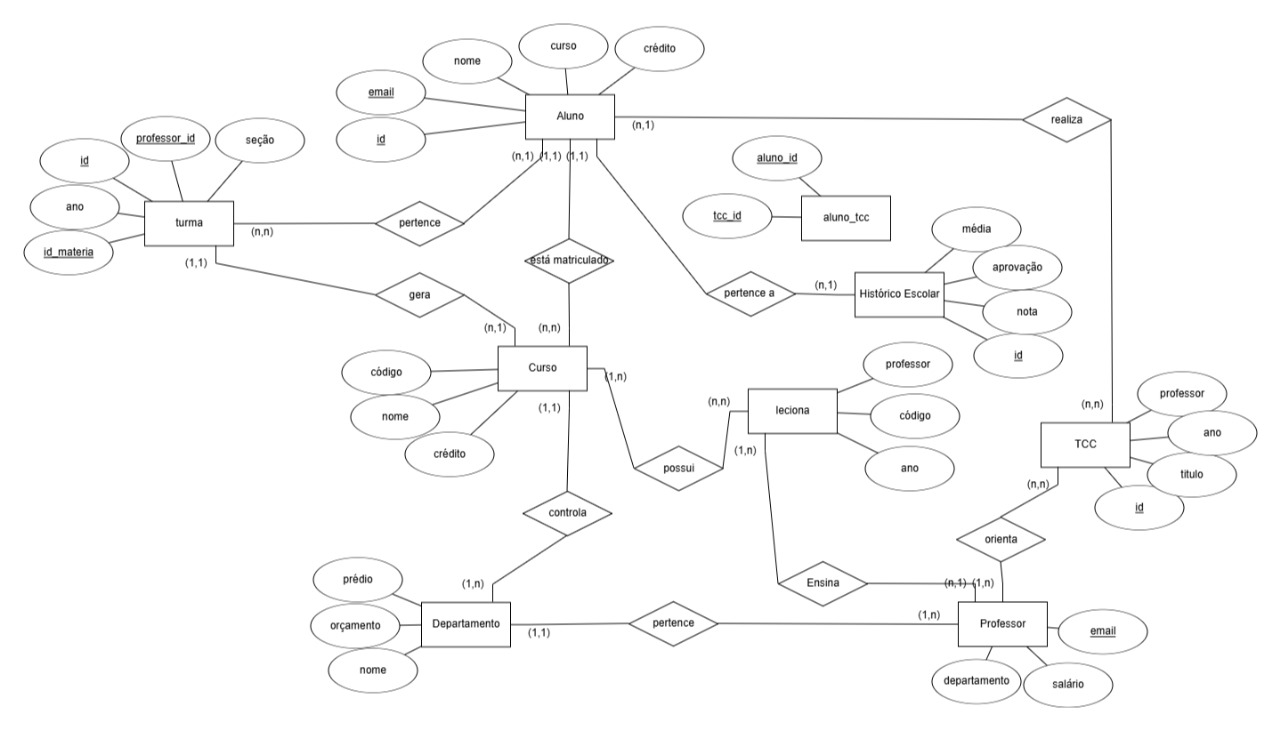 curso
crédito
nome
email
Aluno
id
(n,1)
realiza
professor_id
seção
id
(n,1)
(1,1)
(1,1)
aluno_id
ano
turma
pertence
tcc_id
aluno_tcc
(n,n)
média
id_materia
(1,1)
está matriculado
aprovação
gera
pertence a
(n,1)
Histórico Escolar
nota
(n,1)
(n,n)
id
código
Curso
(1,n)
professor
professor
nome
(1,1)
(n,n)
leciona
código
(n,n)
ano
crédito
(1,n)
TCC
possui
ano
titulo
(n,n)
id
controla
orienta
prédio
(1,n)
Ensina
(n,1)
(1,n)
orçamento
Departamento
(1,1)
pertence
(1,n)
Professor
email
nome
departamento
salário